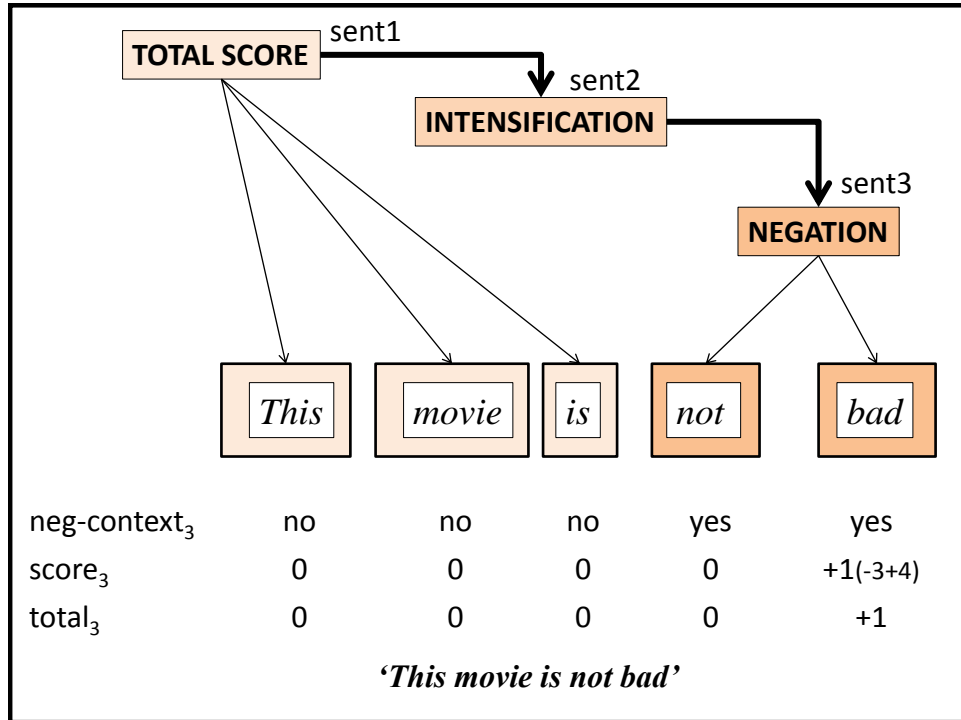 sent1
TOTAL SCORE
sent2
INTENSIFICATION
sent3
NEGATION
This movie is not bad
neg-context₃ no no no yes yes
score₃ 0 0 0 0 +1(-3+4)
total₃ 0 0 0 0 +1
‘This movie is not bad’